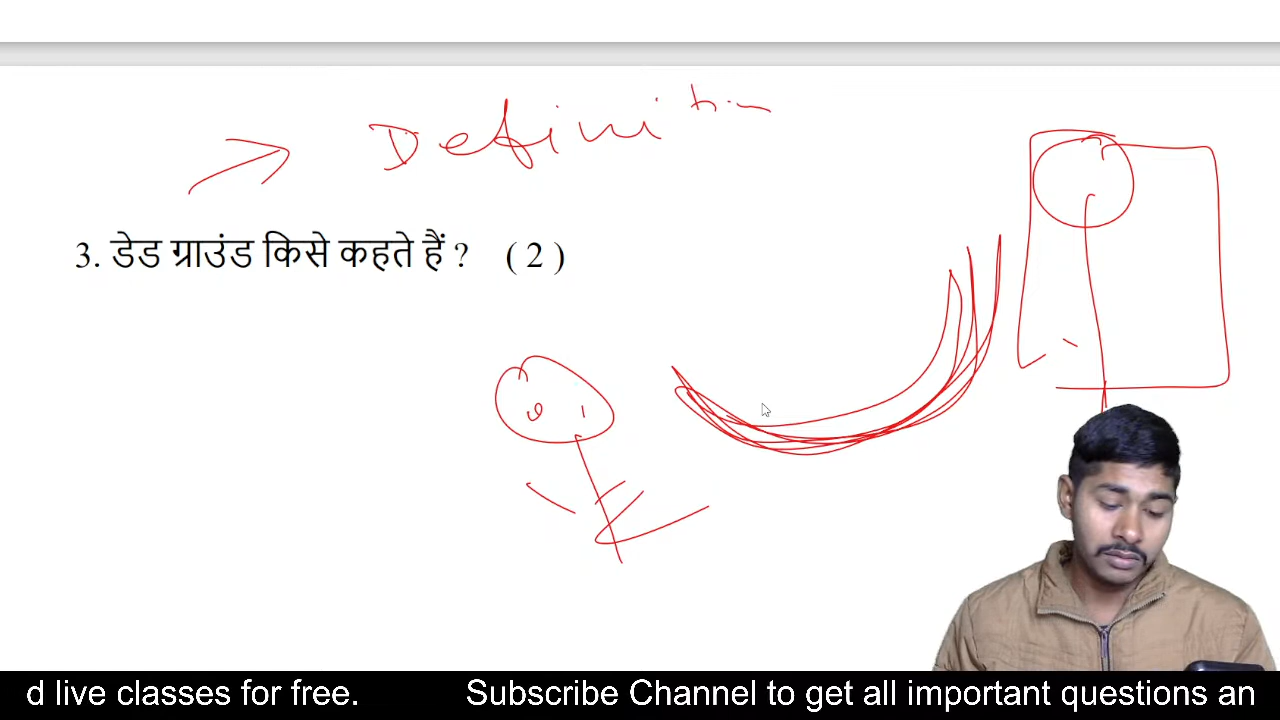 Definition
3. डेड ग्राउंड किसे कहते हैं ? ( 2 )
d live classes for free. Subscribe Channel to get all important questions an